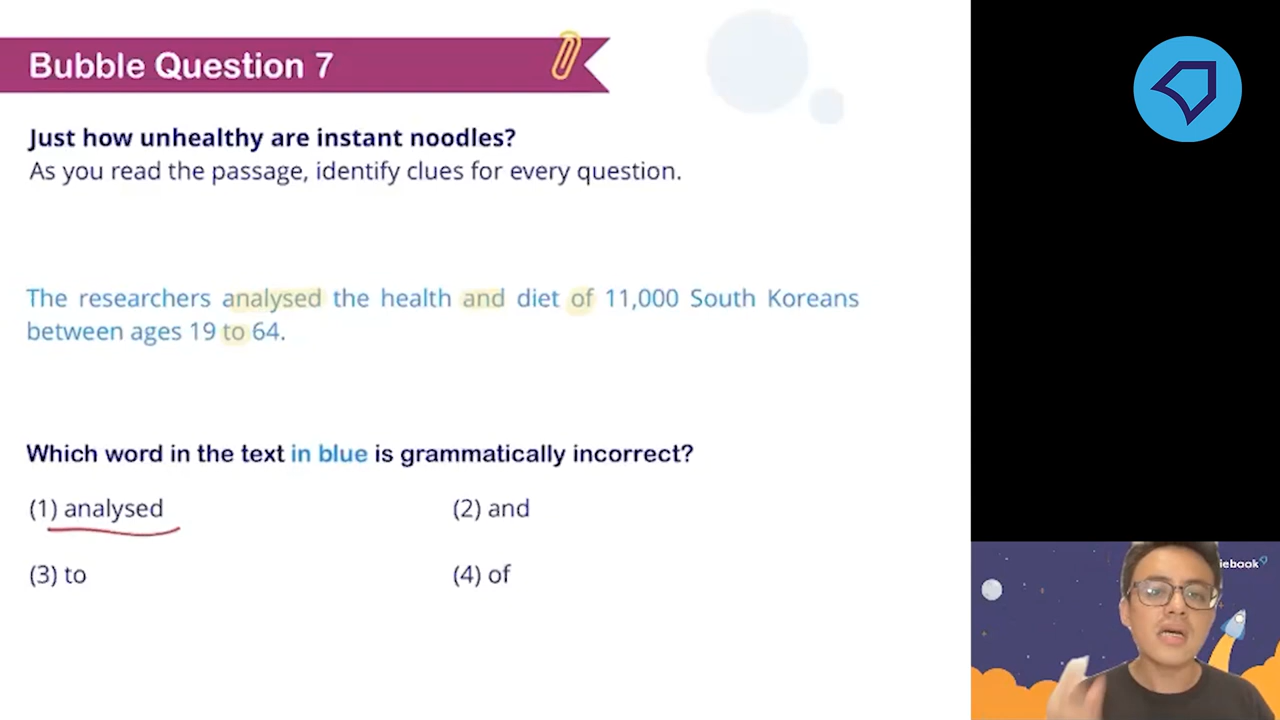 Bubble Question 7
Just how unhealthy are instant noodles?
As you read the passage, identify clues for every question.
The researchers analysed the health and diet of 11,000 South Koreans
between ages 19 to 64.
Which word in the text in blue is grammatically incorrect?
(1) analysed
(2) and
(3) to
(4) of
iebook